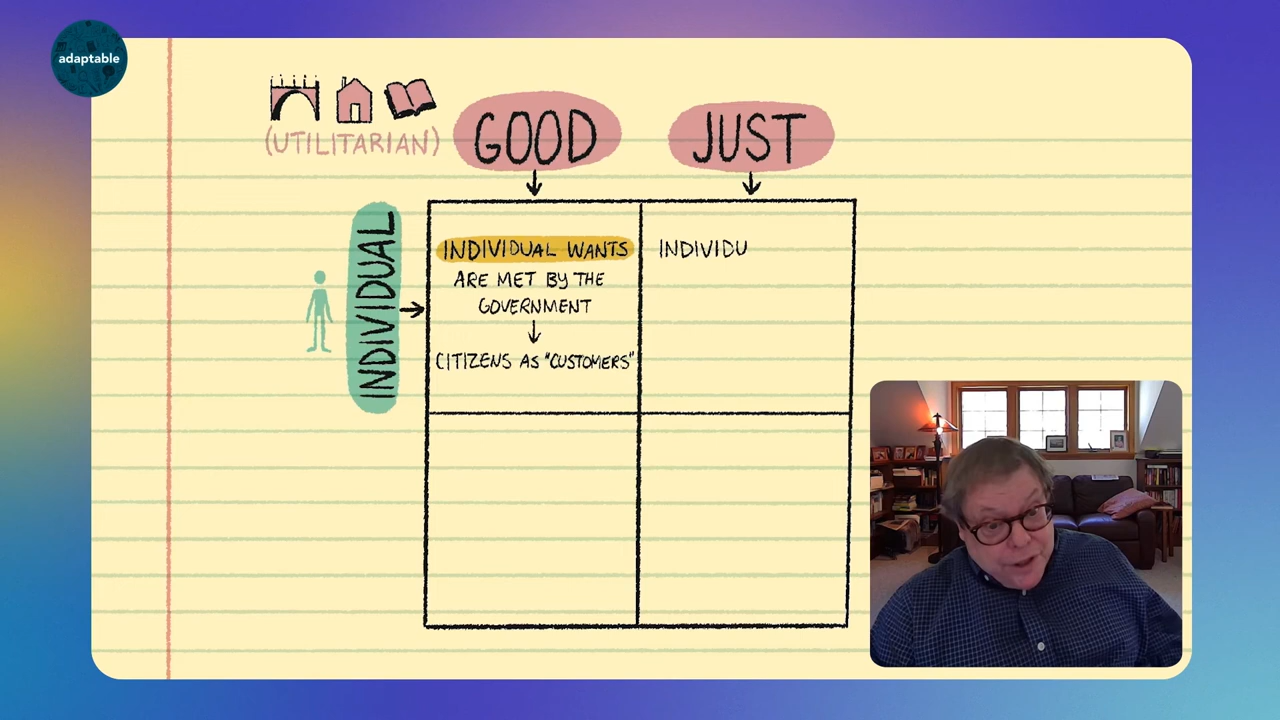 adaptable
(UTILITARIAN)
GOOD
JUST
INDIVIDUAL
INDIVIDUAL WANTS
ARE MET BY THE
GOVERNMENT
CITIZENS AS "CUSTOMERS"
INDIVIDU